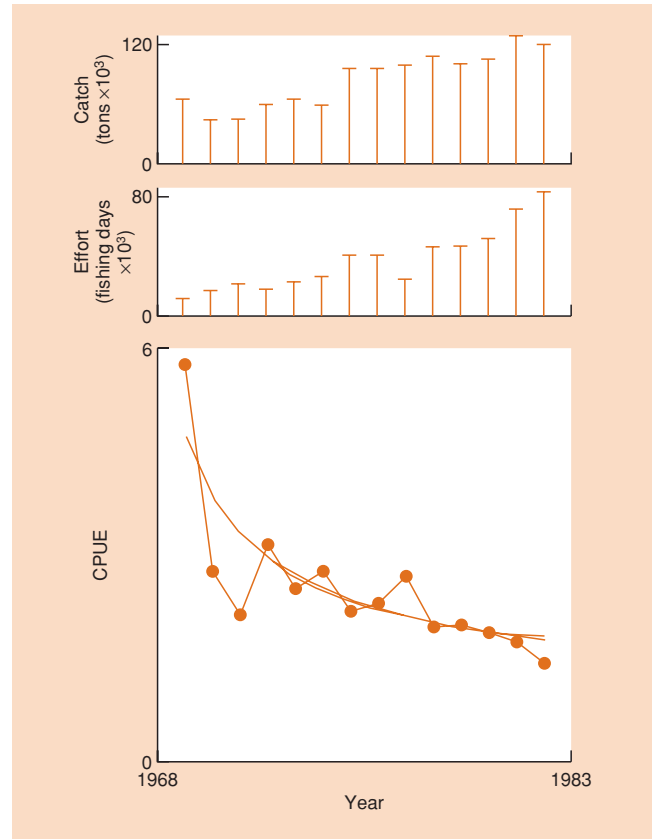 120
Catch
(tons ×10³)
0
80
Effort
(fishing days
×10³)
0
6
CPUE
0
1968
1983
Year